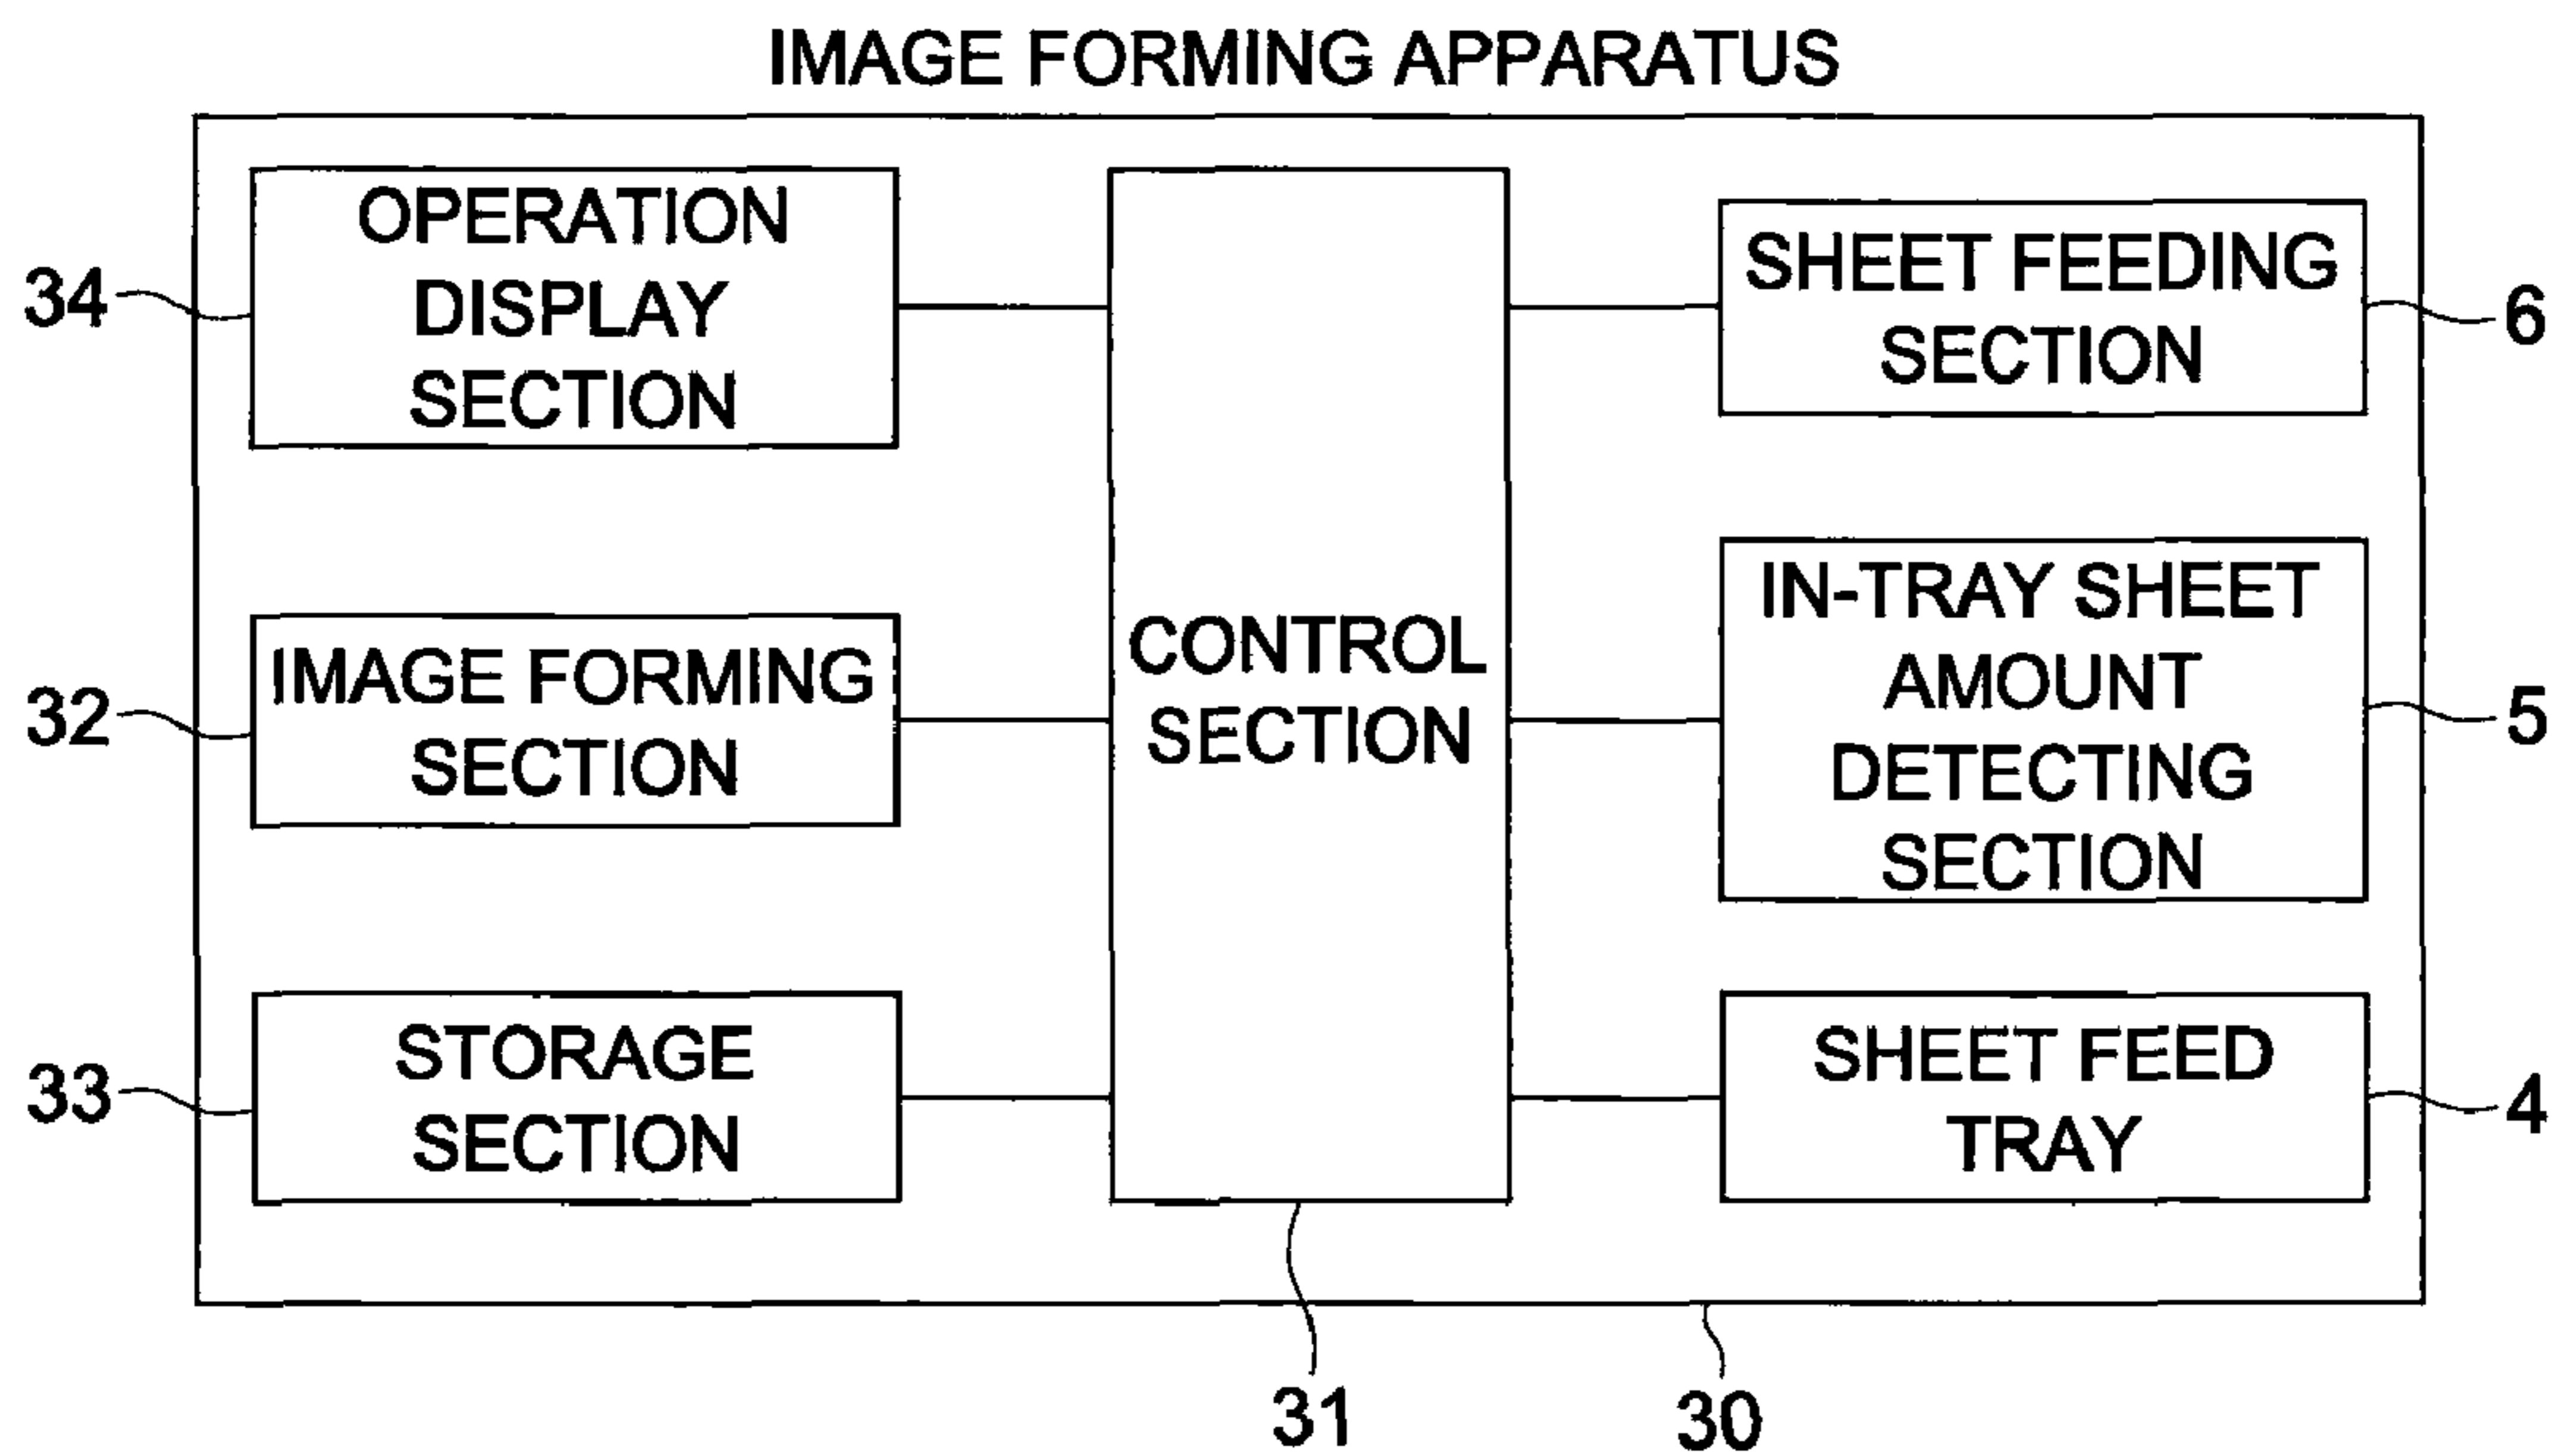 IMAGE FORMING APPARATUS
OPERATION
DISPLAY
SECTION
34
IMAGE FORMING
SECTION
32
STORAGE
SECTION
33
CONTROL
SECTION
31
SHEET FEEDING
SECTION
6
IN-TRAY SHEET
AMOUNT
DETECTING
SECTION
5
SHEET FEED
TRAY
4
30